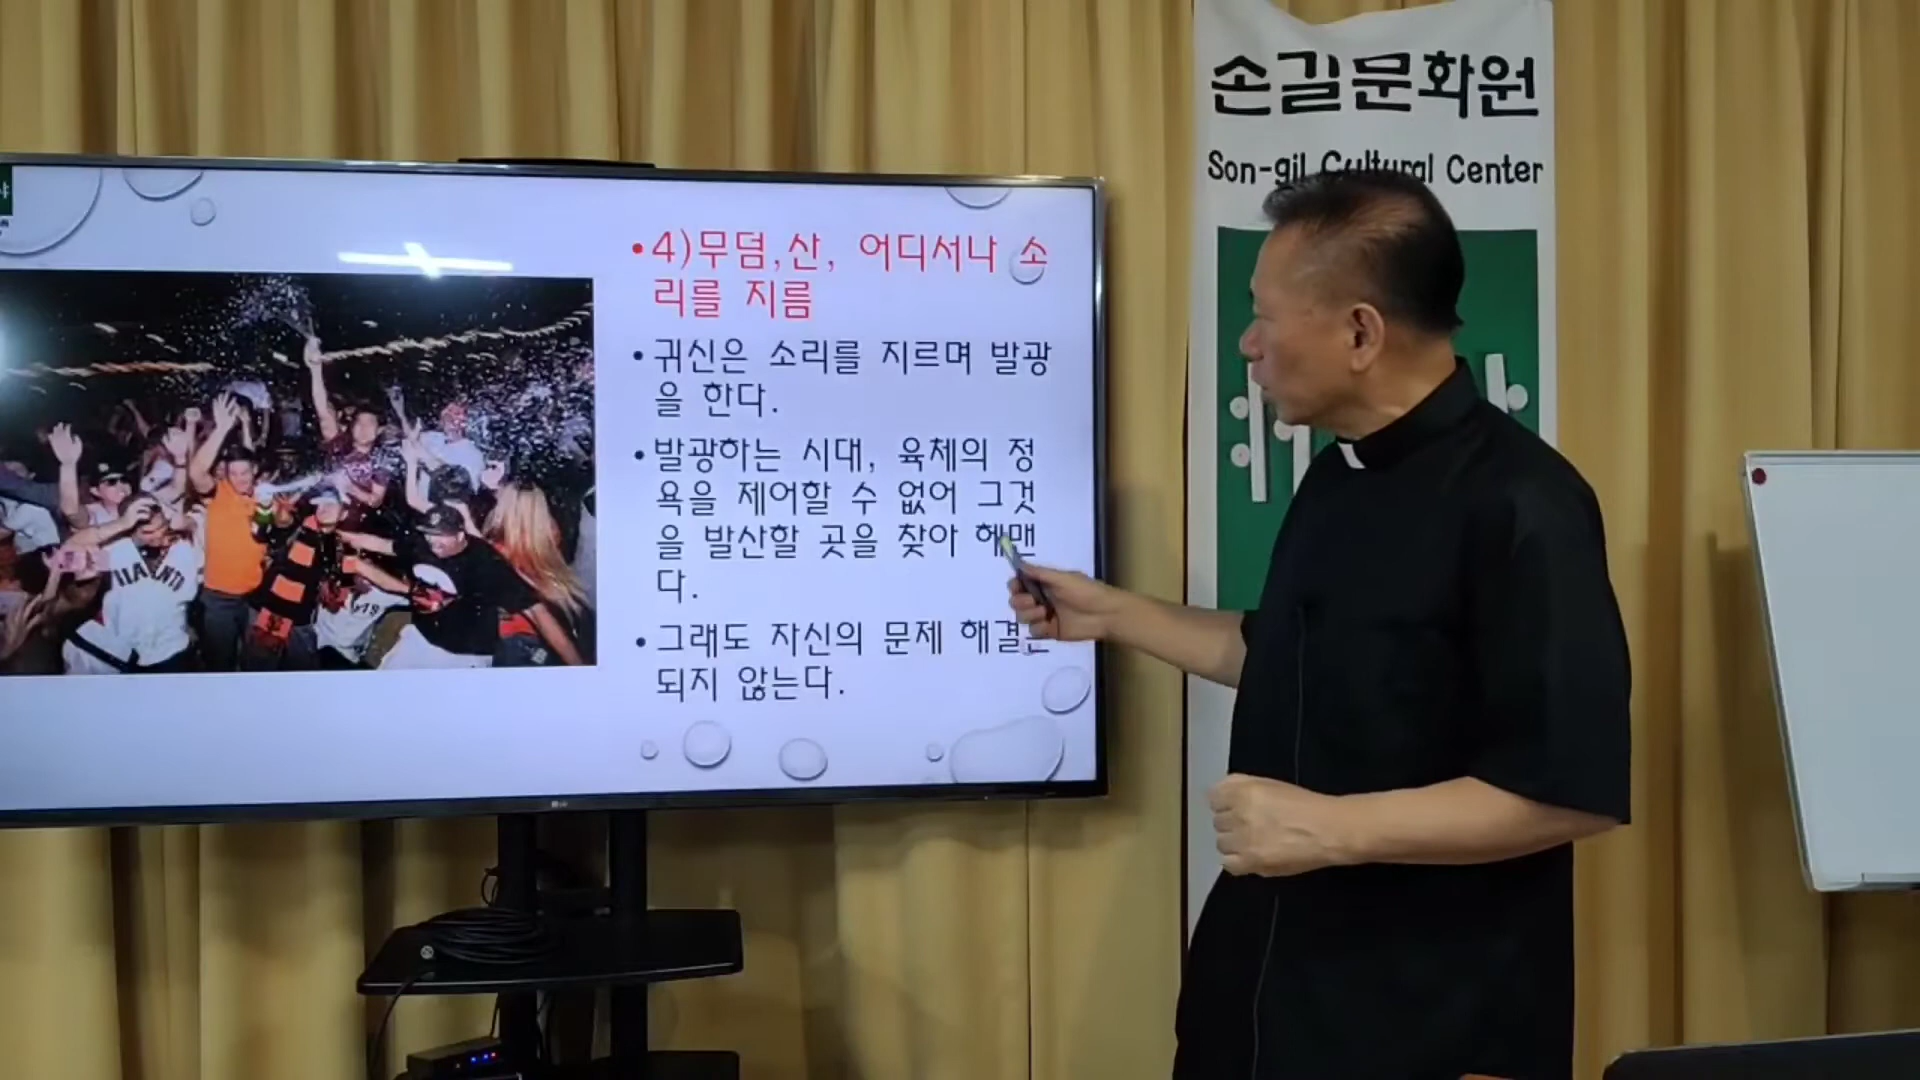 손길문화원
Son-gil Cultural Center
•4)무덤,산, 어디서나 소
리를 지름
•귀신은 소리를 지르며 발광
을 한다.
•발광하는 시대, 육체의 정
욕을 제어할 수 없어 그것
을 발산할 곳을 찾아 헤맨
다.
•그래도 자신의 문제 해결은
되지 않는다.
LG